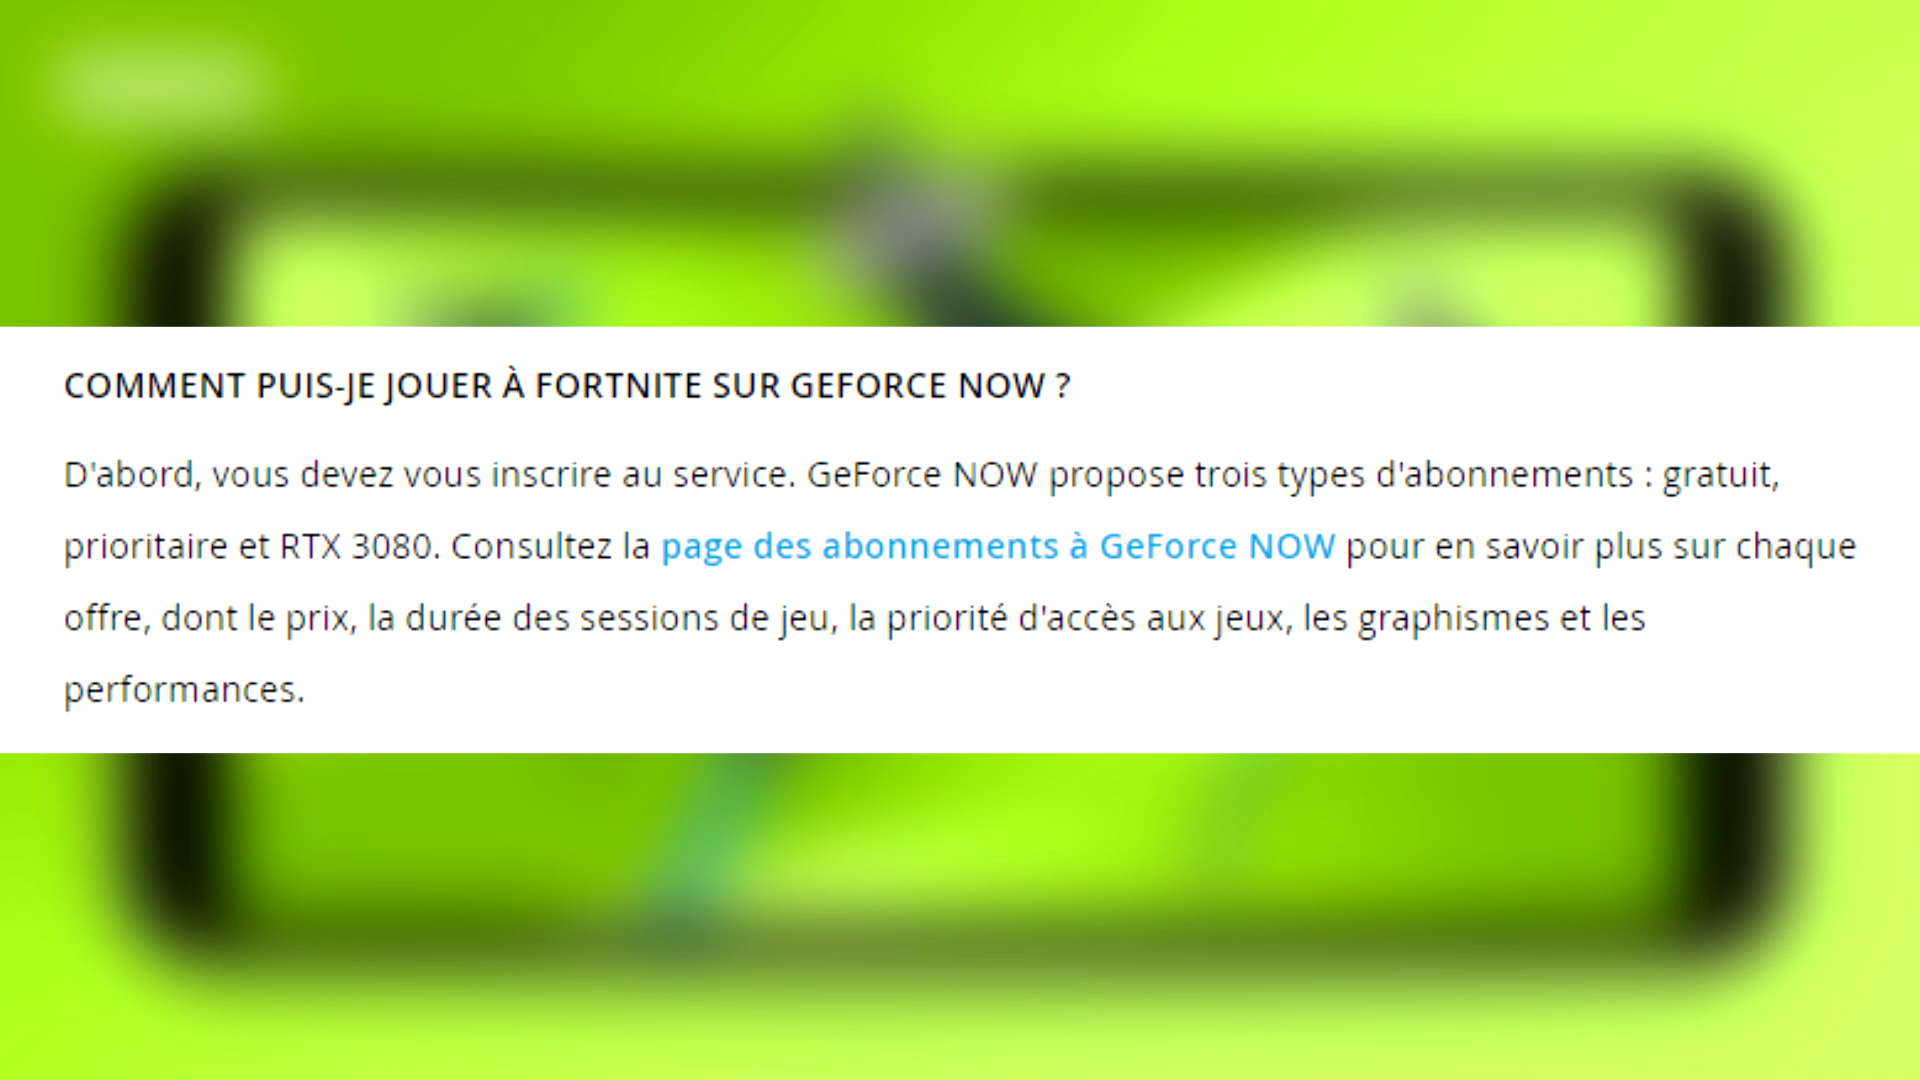 COMMENT PUIS-JE JOUER À FORTNITE SUR GEFORCE NOW ?
D'abord, vous devez vous inscrire au service. GeForce NOW propose trois types d'abonnements : gratuit,
prioritaire et RTX 3080. Consultez la page des abonnements à GeForce NOW pour en savoir plus sur chaque
offre, dont le prix, la durée des sessions de jeu, la priorité d'accès aux jeux, les graphismes et les
performances.